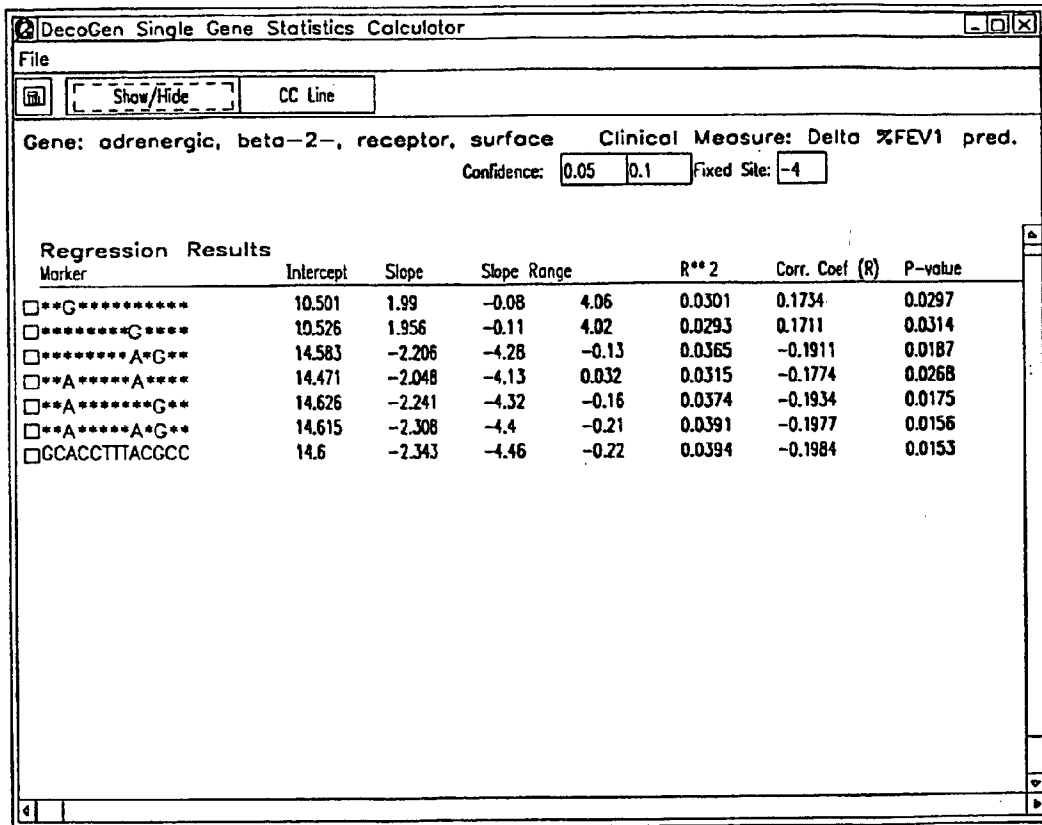 DecoGen Single Gene Statistics Calculator
File
Show/Hide CC Line
Gene: adrenergic, beta-2-, receptor, surface Clinical Measure: Delta %FEV1 pred.
Confidence: 0.05 0.1 Fixed Site: -4
Regression Results
Marker Intercept Slope Slope Range R**2 Corr. Coef (R) P-value
**G********** 10.501 1.99 -0.08 4.06 0.0301 0.1734 0.0297
********G**** 10.526 1.956 -0.11 4.02 0.0293 0.1711 0.0314
********A*G** 14.583 -2.206 -4.28 -0.13 0.0365 -0.1911 0.0187
**A*****A**** 14.471 -2.048 -4.13 0.032 0.0315 -0.1774 0.0268
**A*******G** 14.626 -2.241 -4.32 -0.16 0.0374 -0.1934 0.0175
**A*****A*G** 14.615 -2.308 -4.4 -0.21 0.0391 -0.1977 0.0156
GCACCTTTACGCC 14.6 -2.343 -4.46 -0.22 0.0394 -0.1984 0.0153